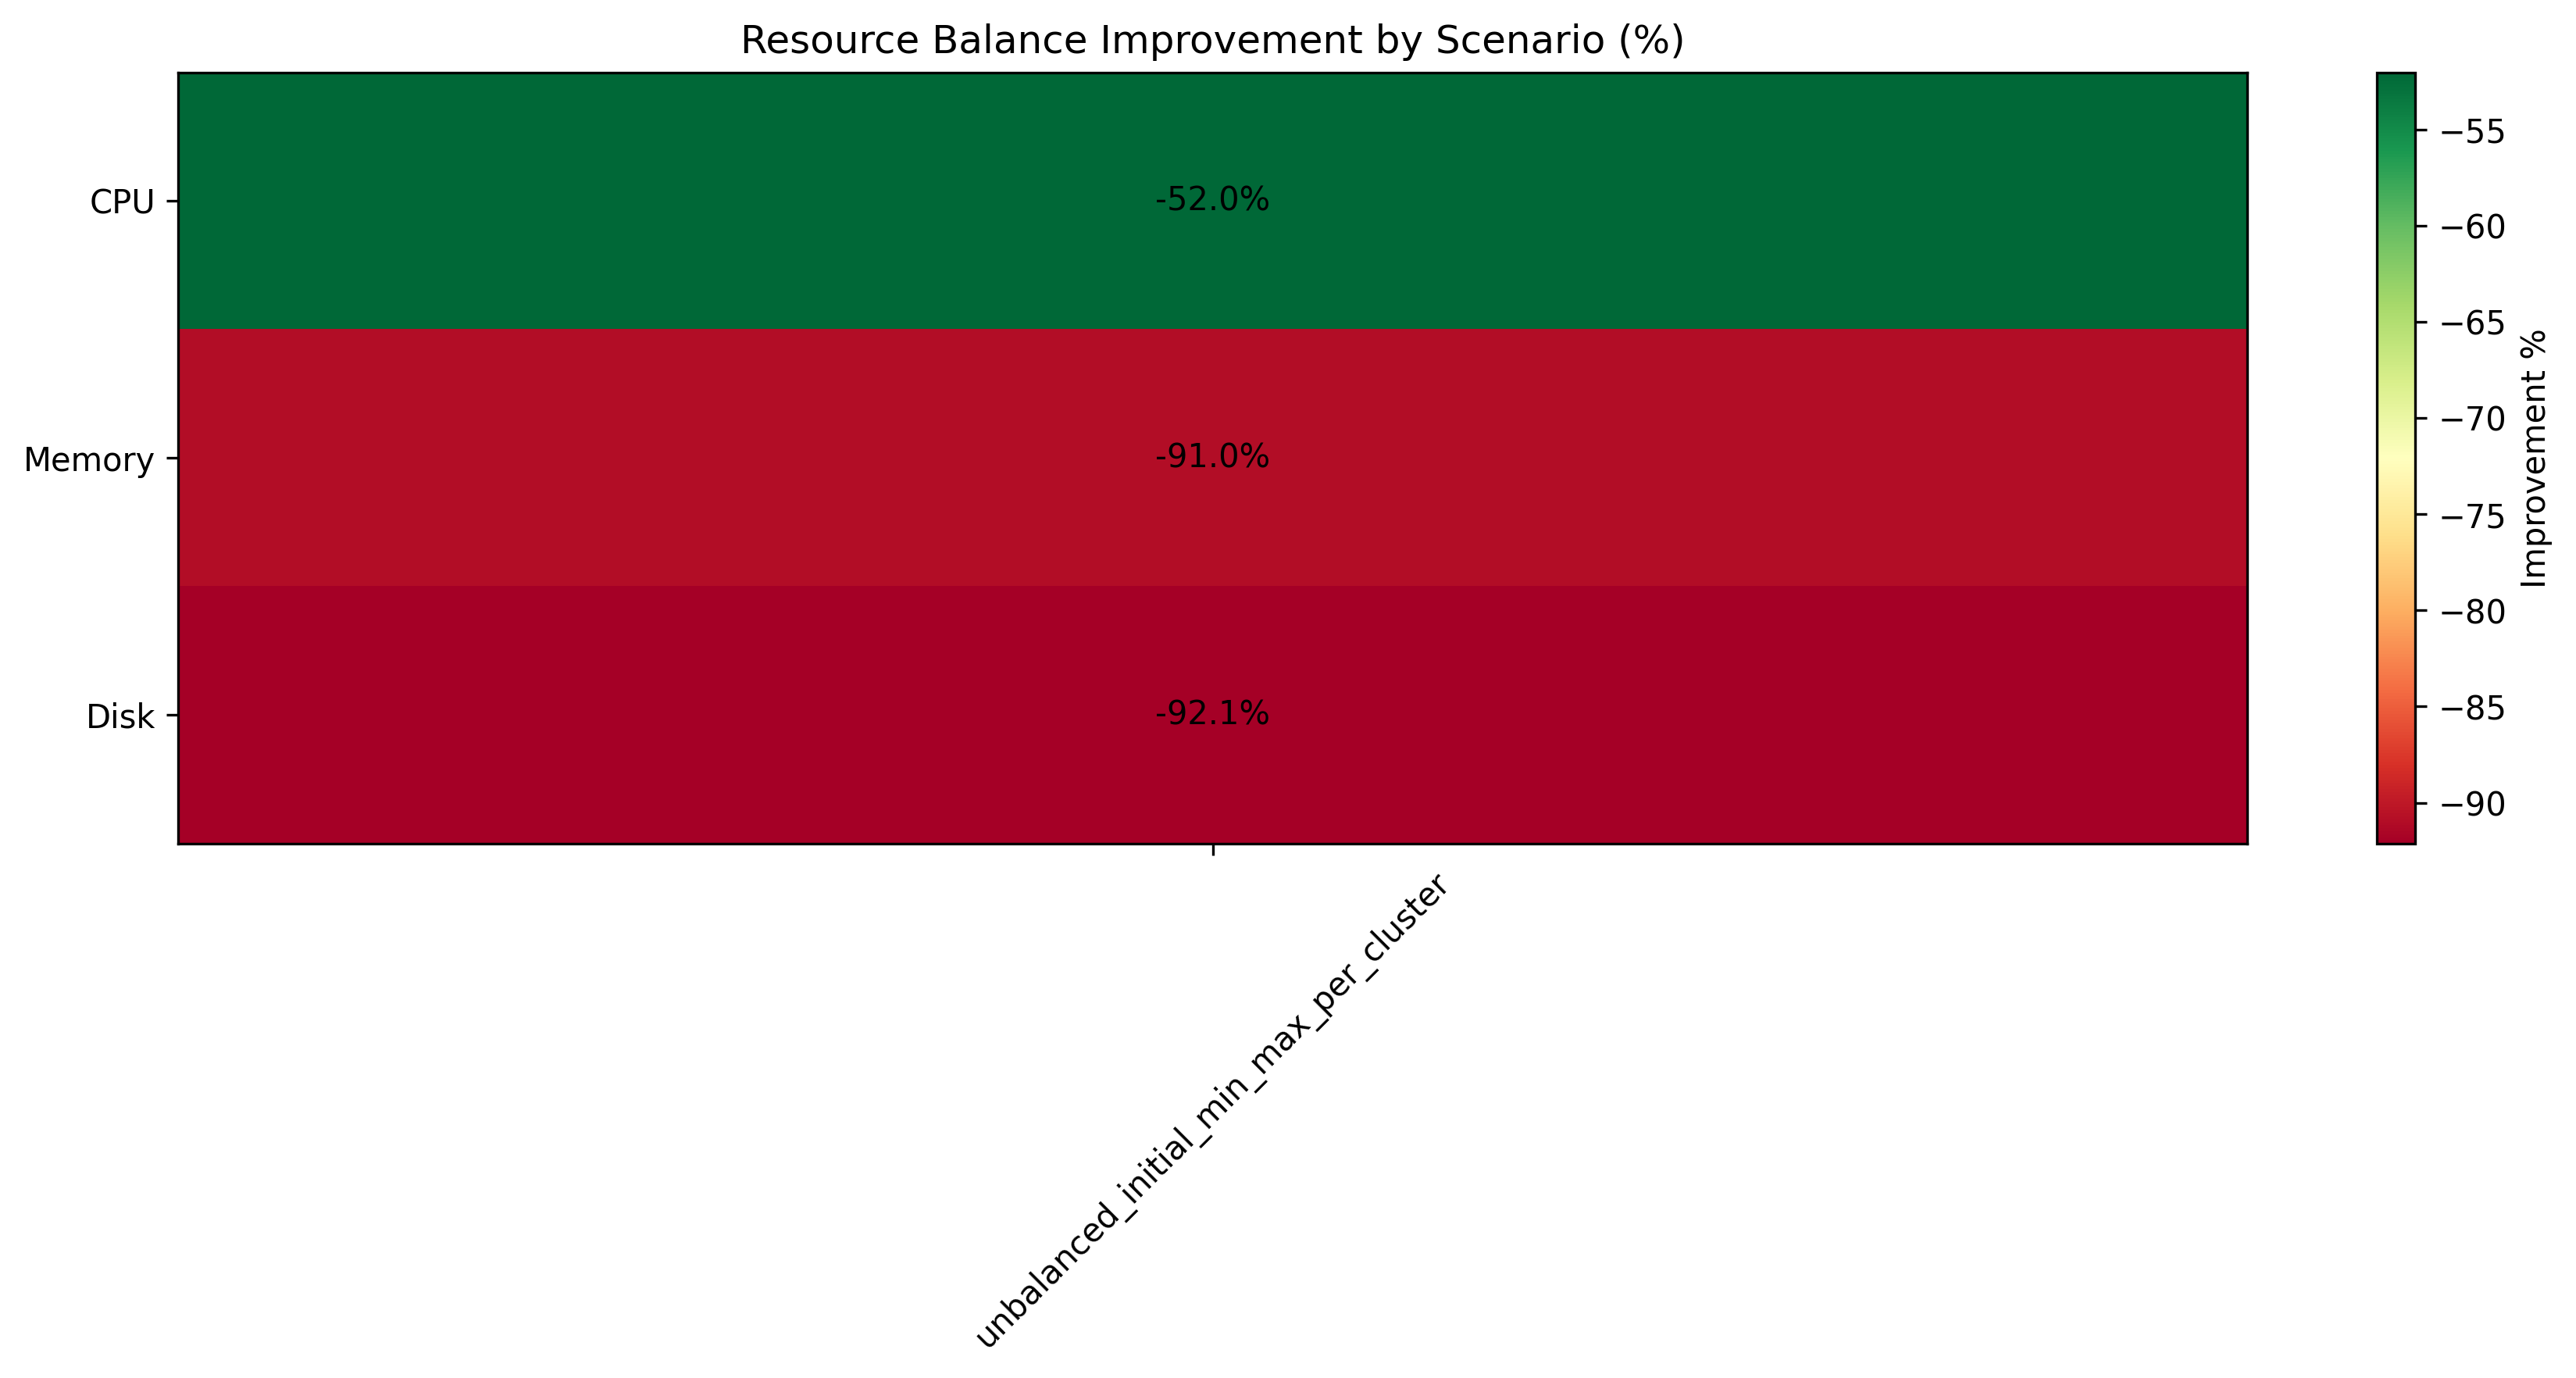 Resource Balance Improvement by Scenario (%)
CPU
Memory
Disk
-52.0%
-91.0%
-92.1%
unbalanced_initial_min_max_per_cluster
−55
−60
−65
−70
−75
−80
−85
−90
Improvement %